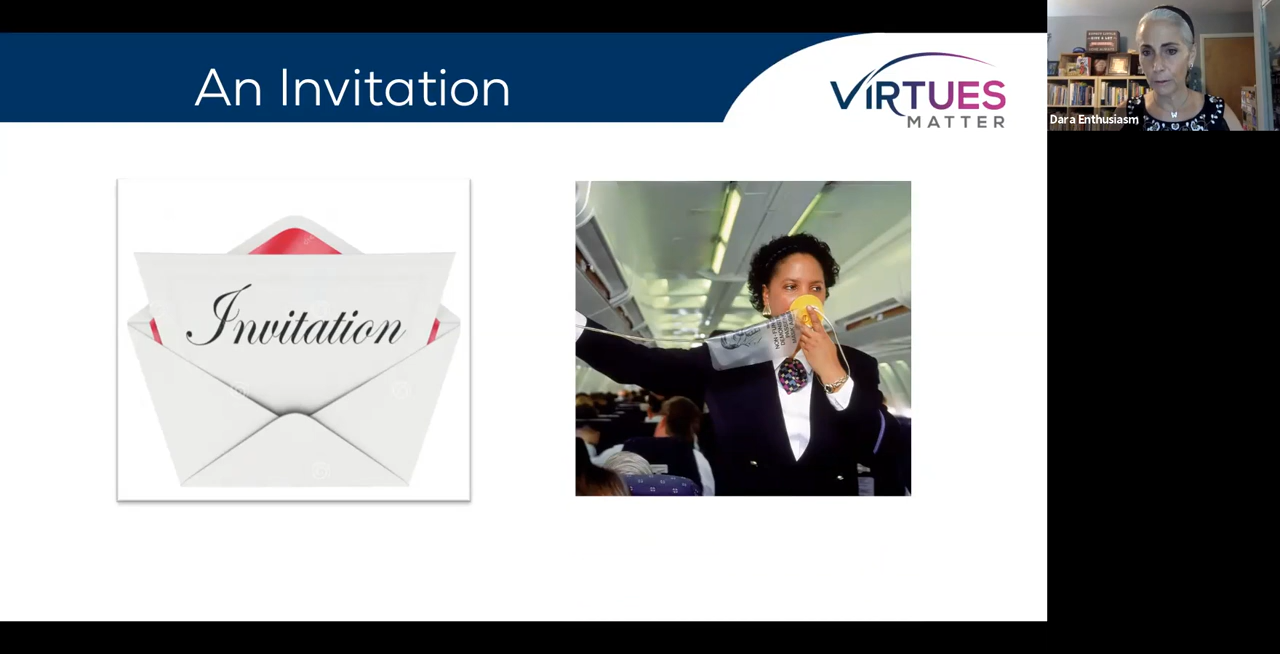 An Invitation
VIRTUES
MATTER
Dara Enthusiasm
Invitation